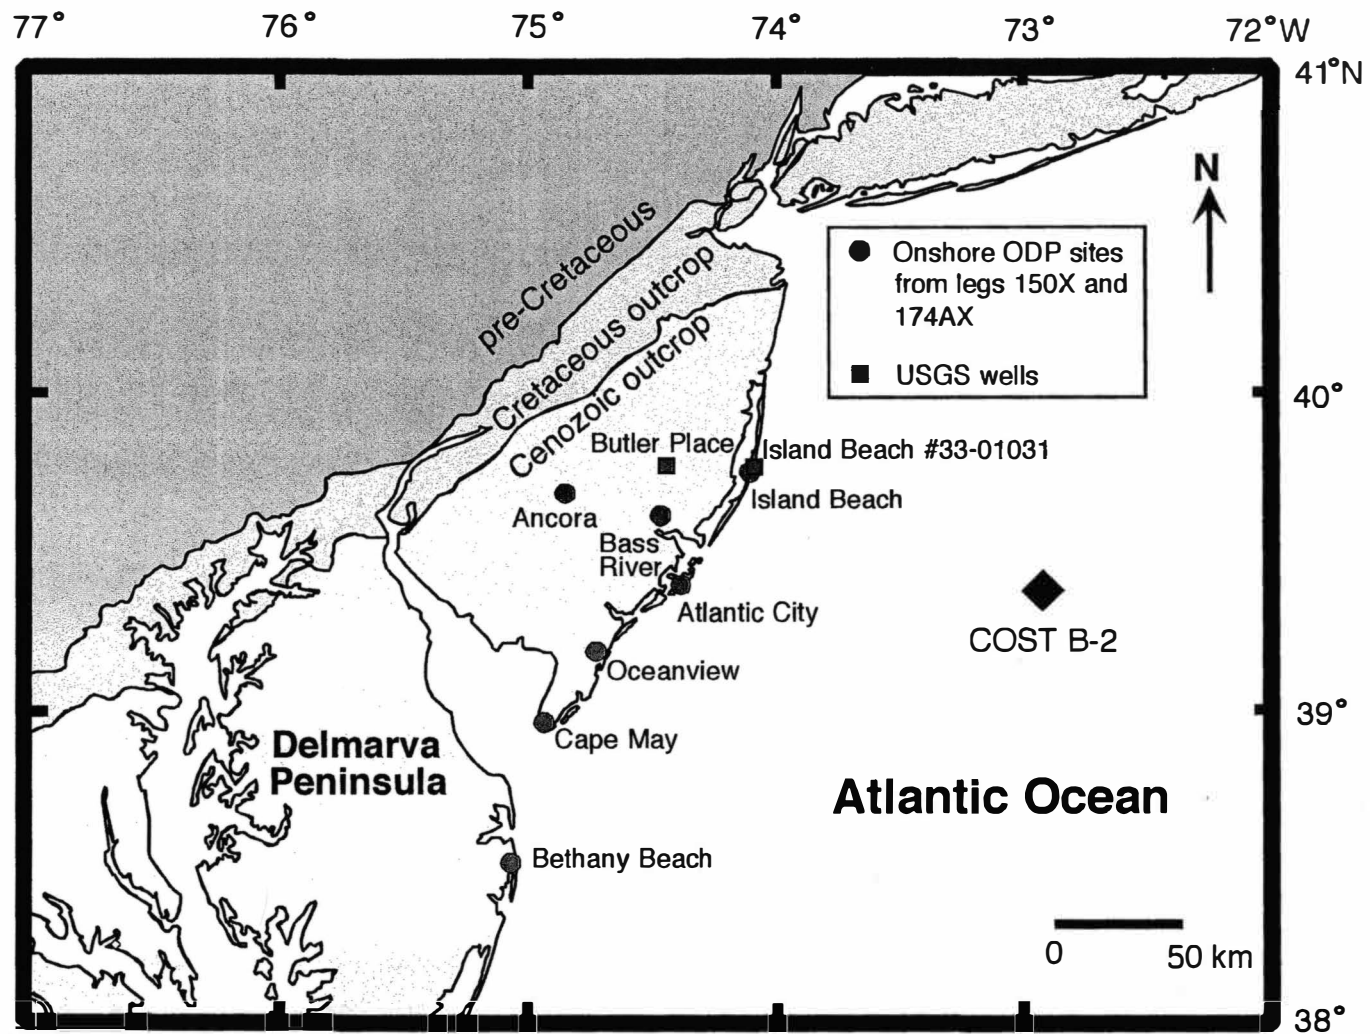 77° 76° 75° 74° 73° 72°W
41°N
N
Onshore ODP sites
from legs 150X and
174AX
USGS wells
pre-Cretaceous
Cretaceous outcrop
Cenozoic outcrop
40°
Butler Place
Island Beach #33-01031
Island Beach
Ancora
Bass
River
Atlantic City
COST B-2
Oceanview
39°
Cape May
Delmarva
Peninsula
Atlantic Ocean
Bethany Beach
0 50 km
38°